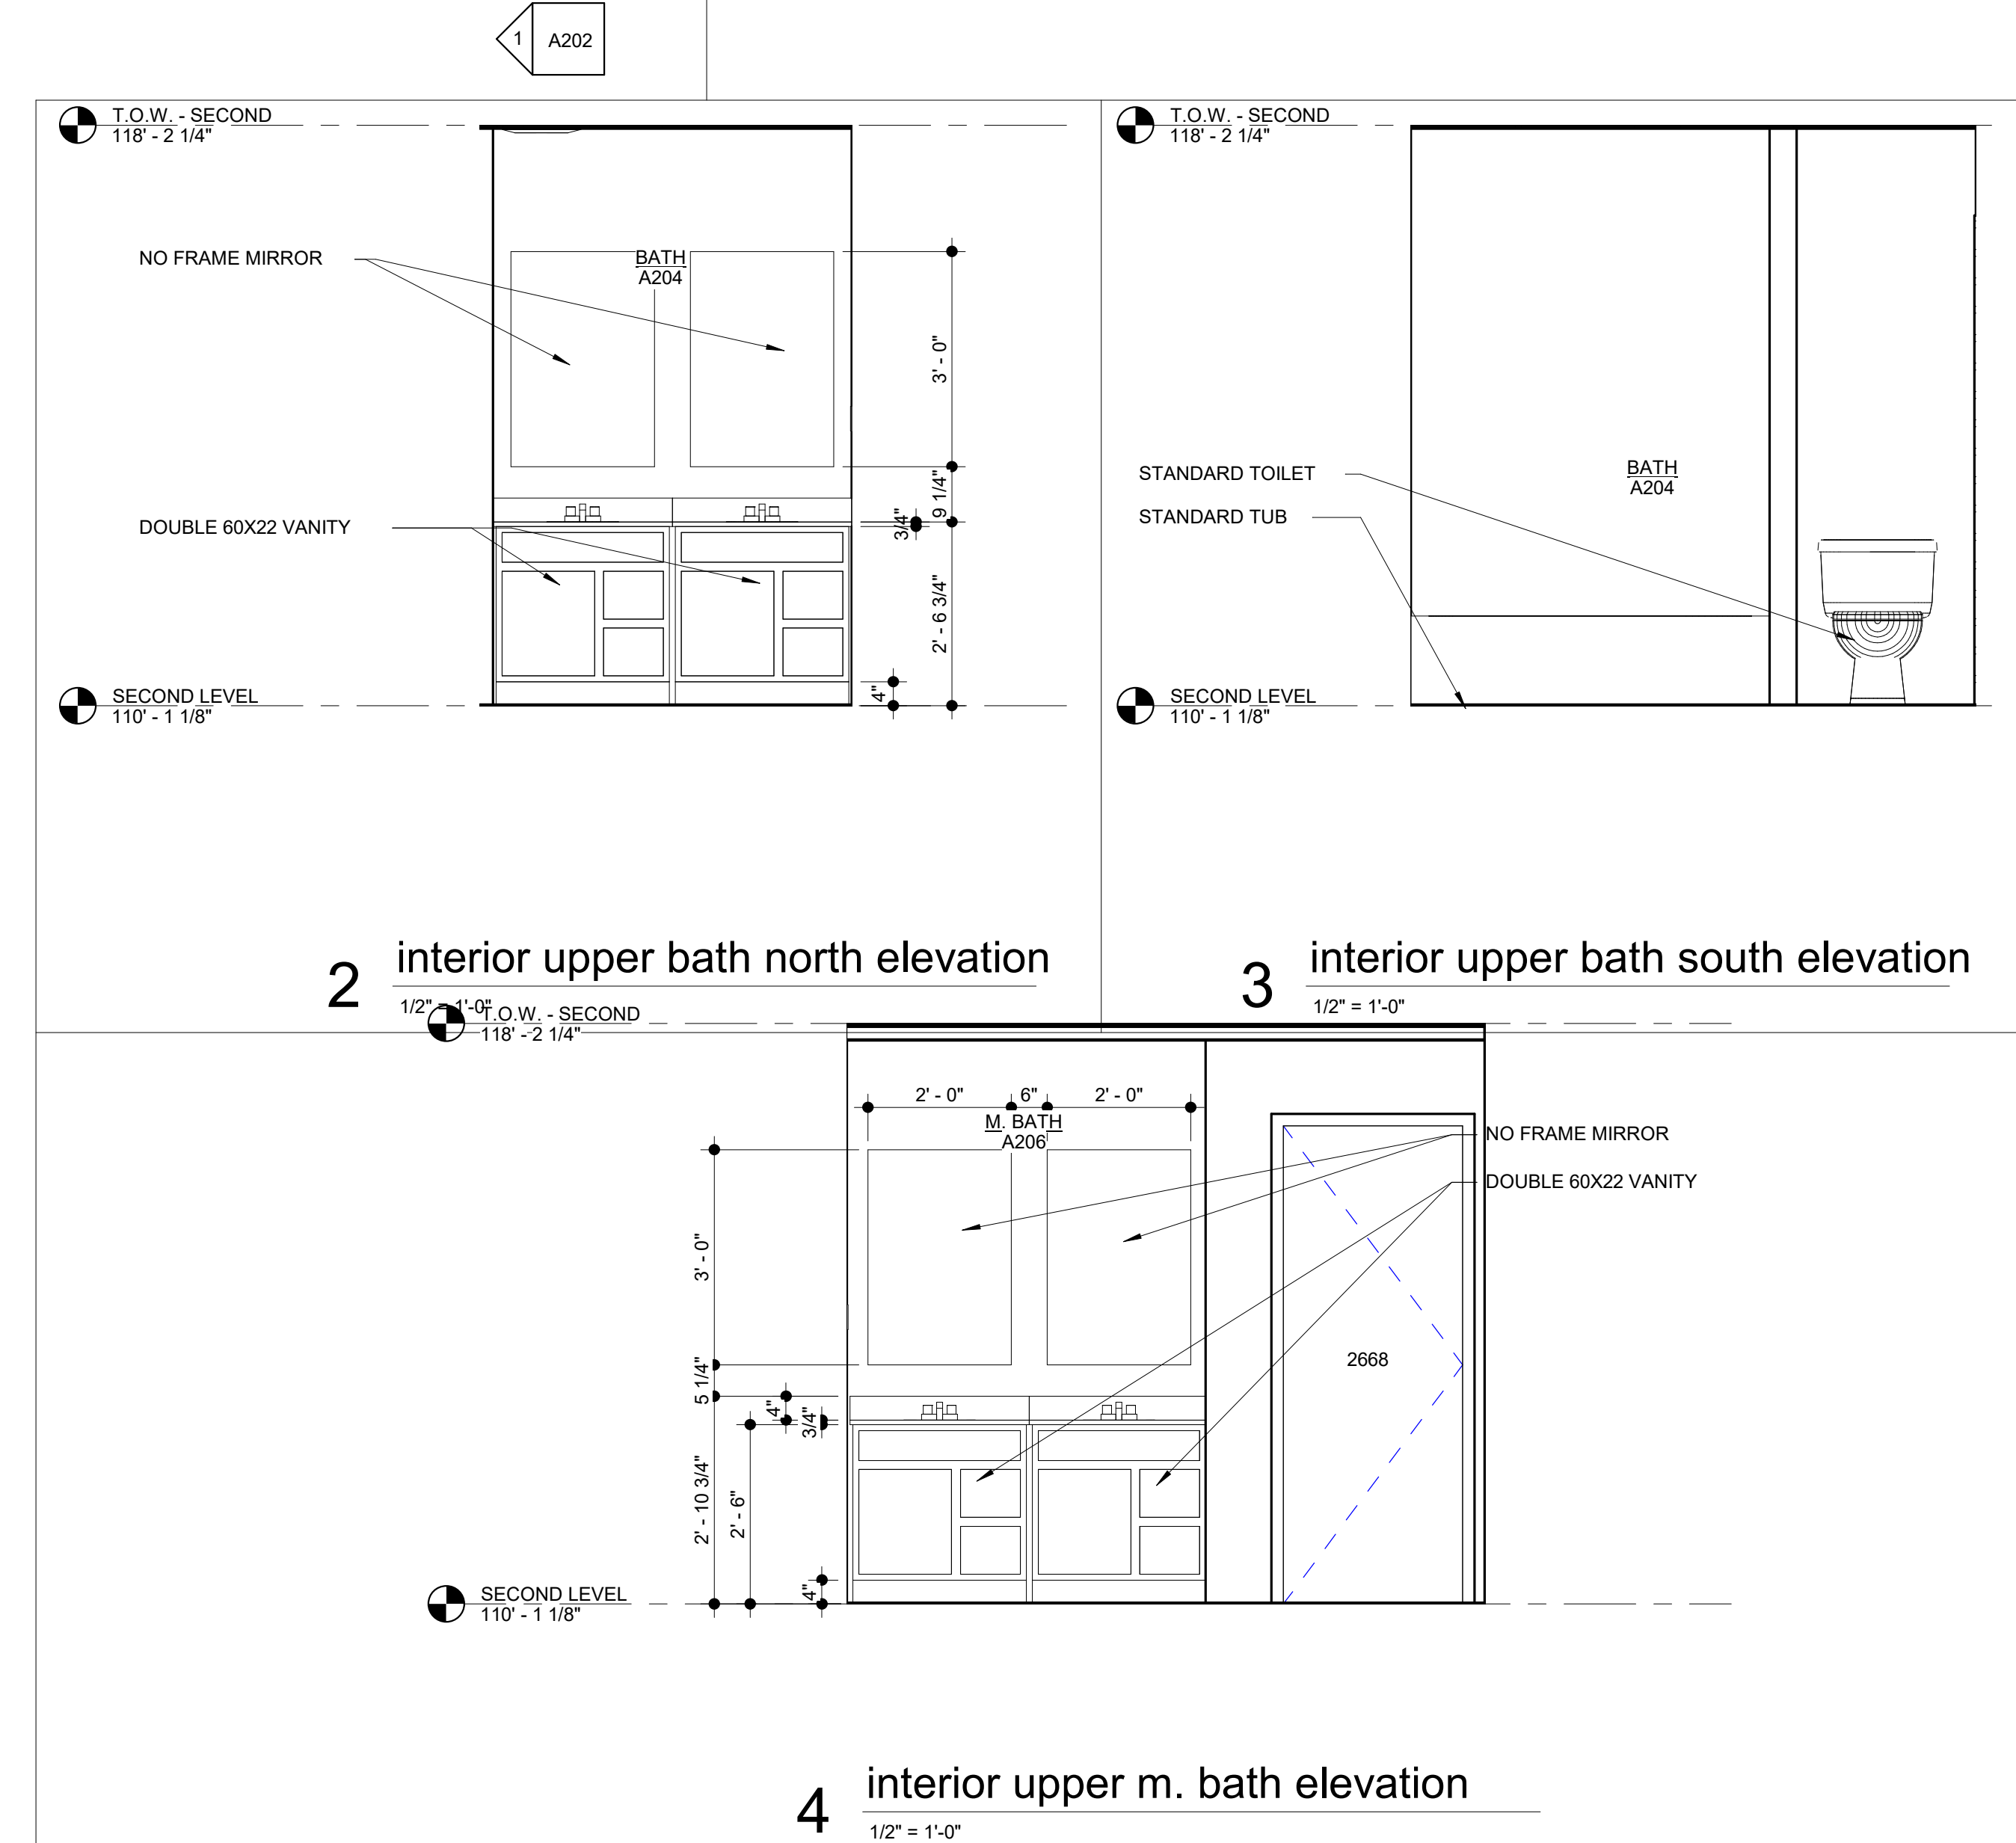 1
A202
T.O.W. - SECOND
118' - 2 1/4"
NO FRAME MIRROR
BATH
A204
3' - 0"
9 1/4"
3/4"
DOUBLE 60X22 VANITY
2' - 6 3/4"
4"
SECOND LEVEL
110' - 1 1/8"
2
interior upper bath north elevation
1/2" = 1'-0"
T.O.W. - SECOND
118' - 2 1/4"
STANDARD TOILET
STANDARD TUB
BATH
A204
SECOND LEVEL
110' - 1 1/8"
3
interior upper bath south elevation
1/2" = 1'-0"
T.O.W. - SECOND
118' - 2 1/4"
2' - 0"
6"
2' - 0"
M. BATH
A206
NO FRAME MIRROR
DOUBLE 60X22 VANITY
3' - 0"
5 1/4"
4"
3/4"
2668
2' - 10 3/4"
2' - 6"
4"
SECOND LEVEL
110' - 1 1/8"
4
interior upper m. bath elevation
1/2" = 1'-0"